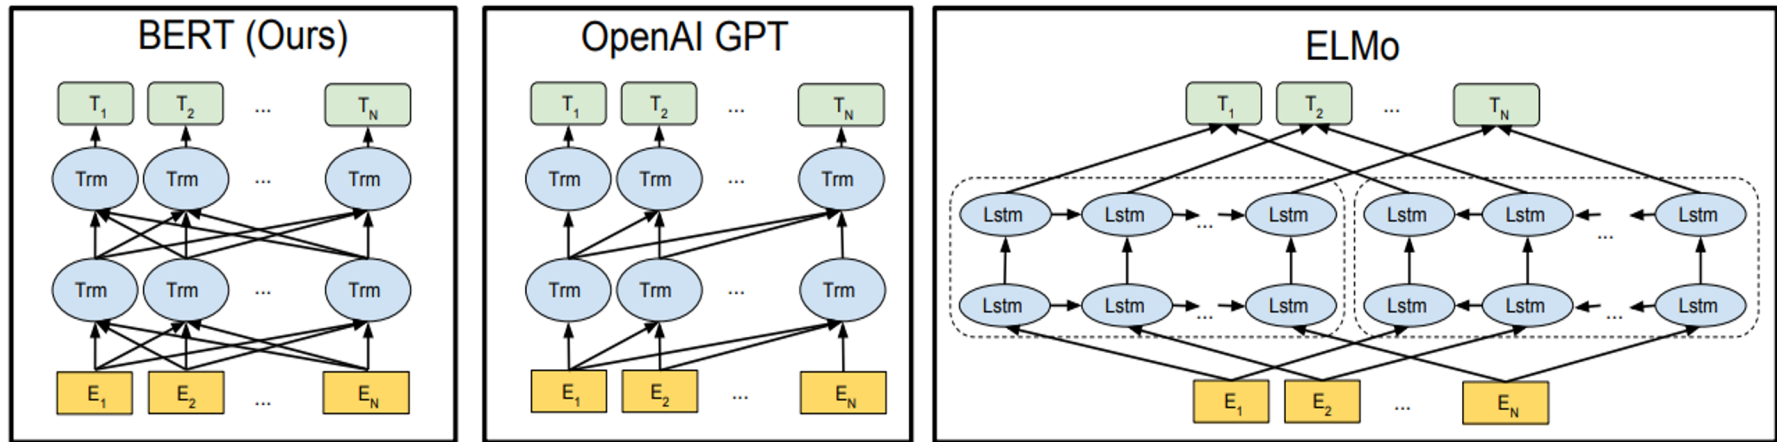 BERT (Ours)
T1 T2 ... TN
Trm Trm ... Trm
Trm Trm ... Trm
E1 E2 ... EN
OpenAI GPT
T1 T2 ... TN
Trm Trm ... Trm
Trm Trm ... Trm
E1 E2 ... EN
ELMo
T1 T2 ... TN
Lstm Lstm ... Lstm Lstm Lstm ... Lstm
Lstm Lstm ... Lstm Lstm Lstm ... Lstm
E1 E2 ... EN